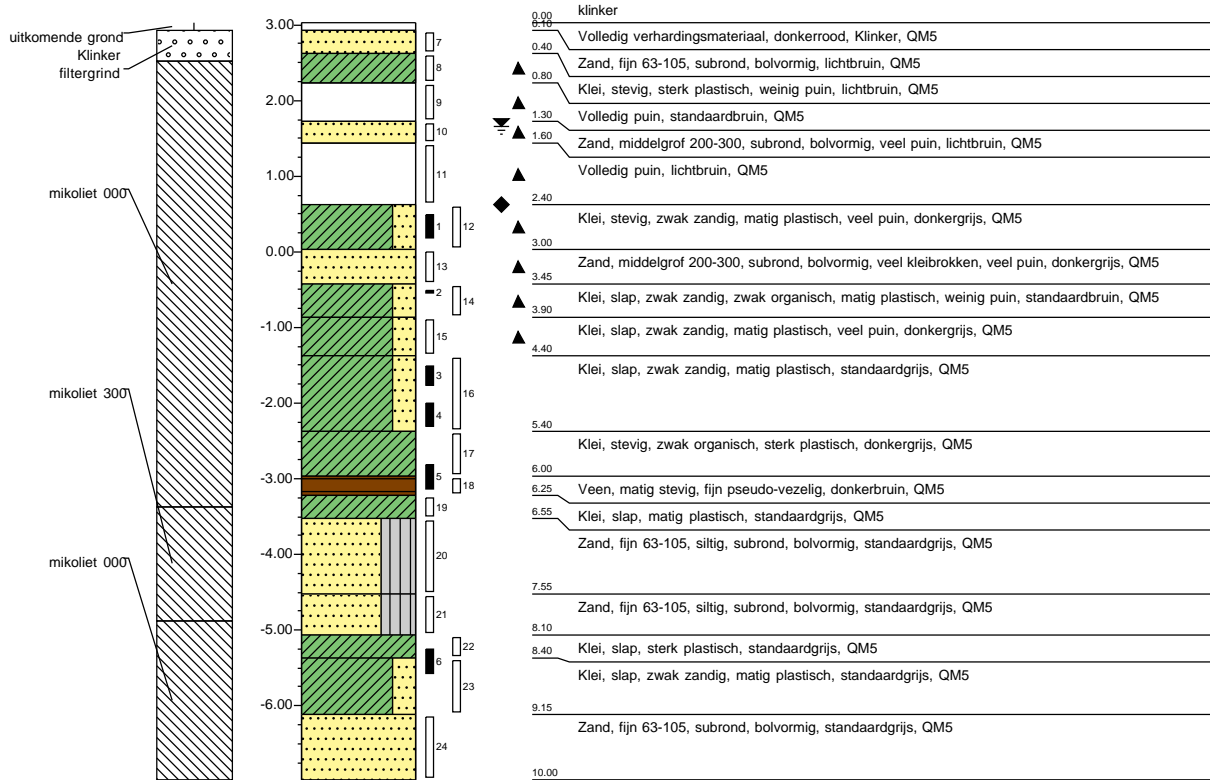 uitkomende grond
Klinker
filtergrind
mikoliet 000
mikoliet 300
mikoliet 000
3.00
2.00
1.00
0.00
-1.00
-2.00
-3.00
-4.00
-5.00
-6.00
7
8
9
10
11
1
12
13
2
14
15
3
16
4
17
5
18
19
20
21
22
6
23
24
0.00
klinker
0.10
Volledig verhardingsmateriaal, donkerrood, Klinker, QM5
0.40
Zand, fijn 63-105, subrond, bolvormig, lichtbruin, QM5
0.80
Klei, stevig, sterk plastisch, weinig puin, lichtbruin, QM5
1.30
Volledig puin, standaardbruin, QM5
1.60
Zand, middelgrof 200-300, subrond, bolvormig, veel puin, lichtbruin, QM5
Volledig puin, lichtbruin, QM5
2.40
Klei, stevig, zwak zandig, matig plastisch, veel puin, donkergrijs, QM5
3.00
Zand, middelgrof 200-300, subrond, bolvormig, veel kleibrokken, veel puin, donkergrijs, QM5
3.45
Klei, slap, zwak zandig, zwak organisch, matig plastisch, weinig puin, standaardbruin, QM5
3.90
Klei, slap, zwak zandig, matig plastisch, veel puin, donkergrijs, QM5
4.40
Klei, slap, zwak zandig, matig plastisch, standaardgrijs, QM5
5.40
Klei, stevig, zwak organisch, sterk plastisch, donkergrijs, QM5
6.00
Veen, matig stevig, fijn pseudo-vezelig, donkerbruin, QM5
6.25
Klei, slap, matig plastisch, standaardgrijs, QM5
6.55
Zand, fijn 63-105, siltig, subrond, bolvormig, standaardgrijs, QM5
7.55
Zand, fijn 63-105, siltig, subrond, bolvormig, standaardgrijs, QM5
8.10
Klei, slap, sterk plastisch, standaardgrijs, QM5
8.40
Klei, slap, zwak zandig, matig plastisch, standaardgrijs, QM5
9.15
Zand, fijn 63-105, subrond, bolvormig, standaardgrijs, QM5
10.00